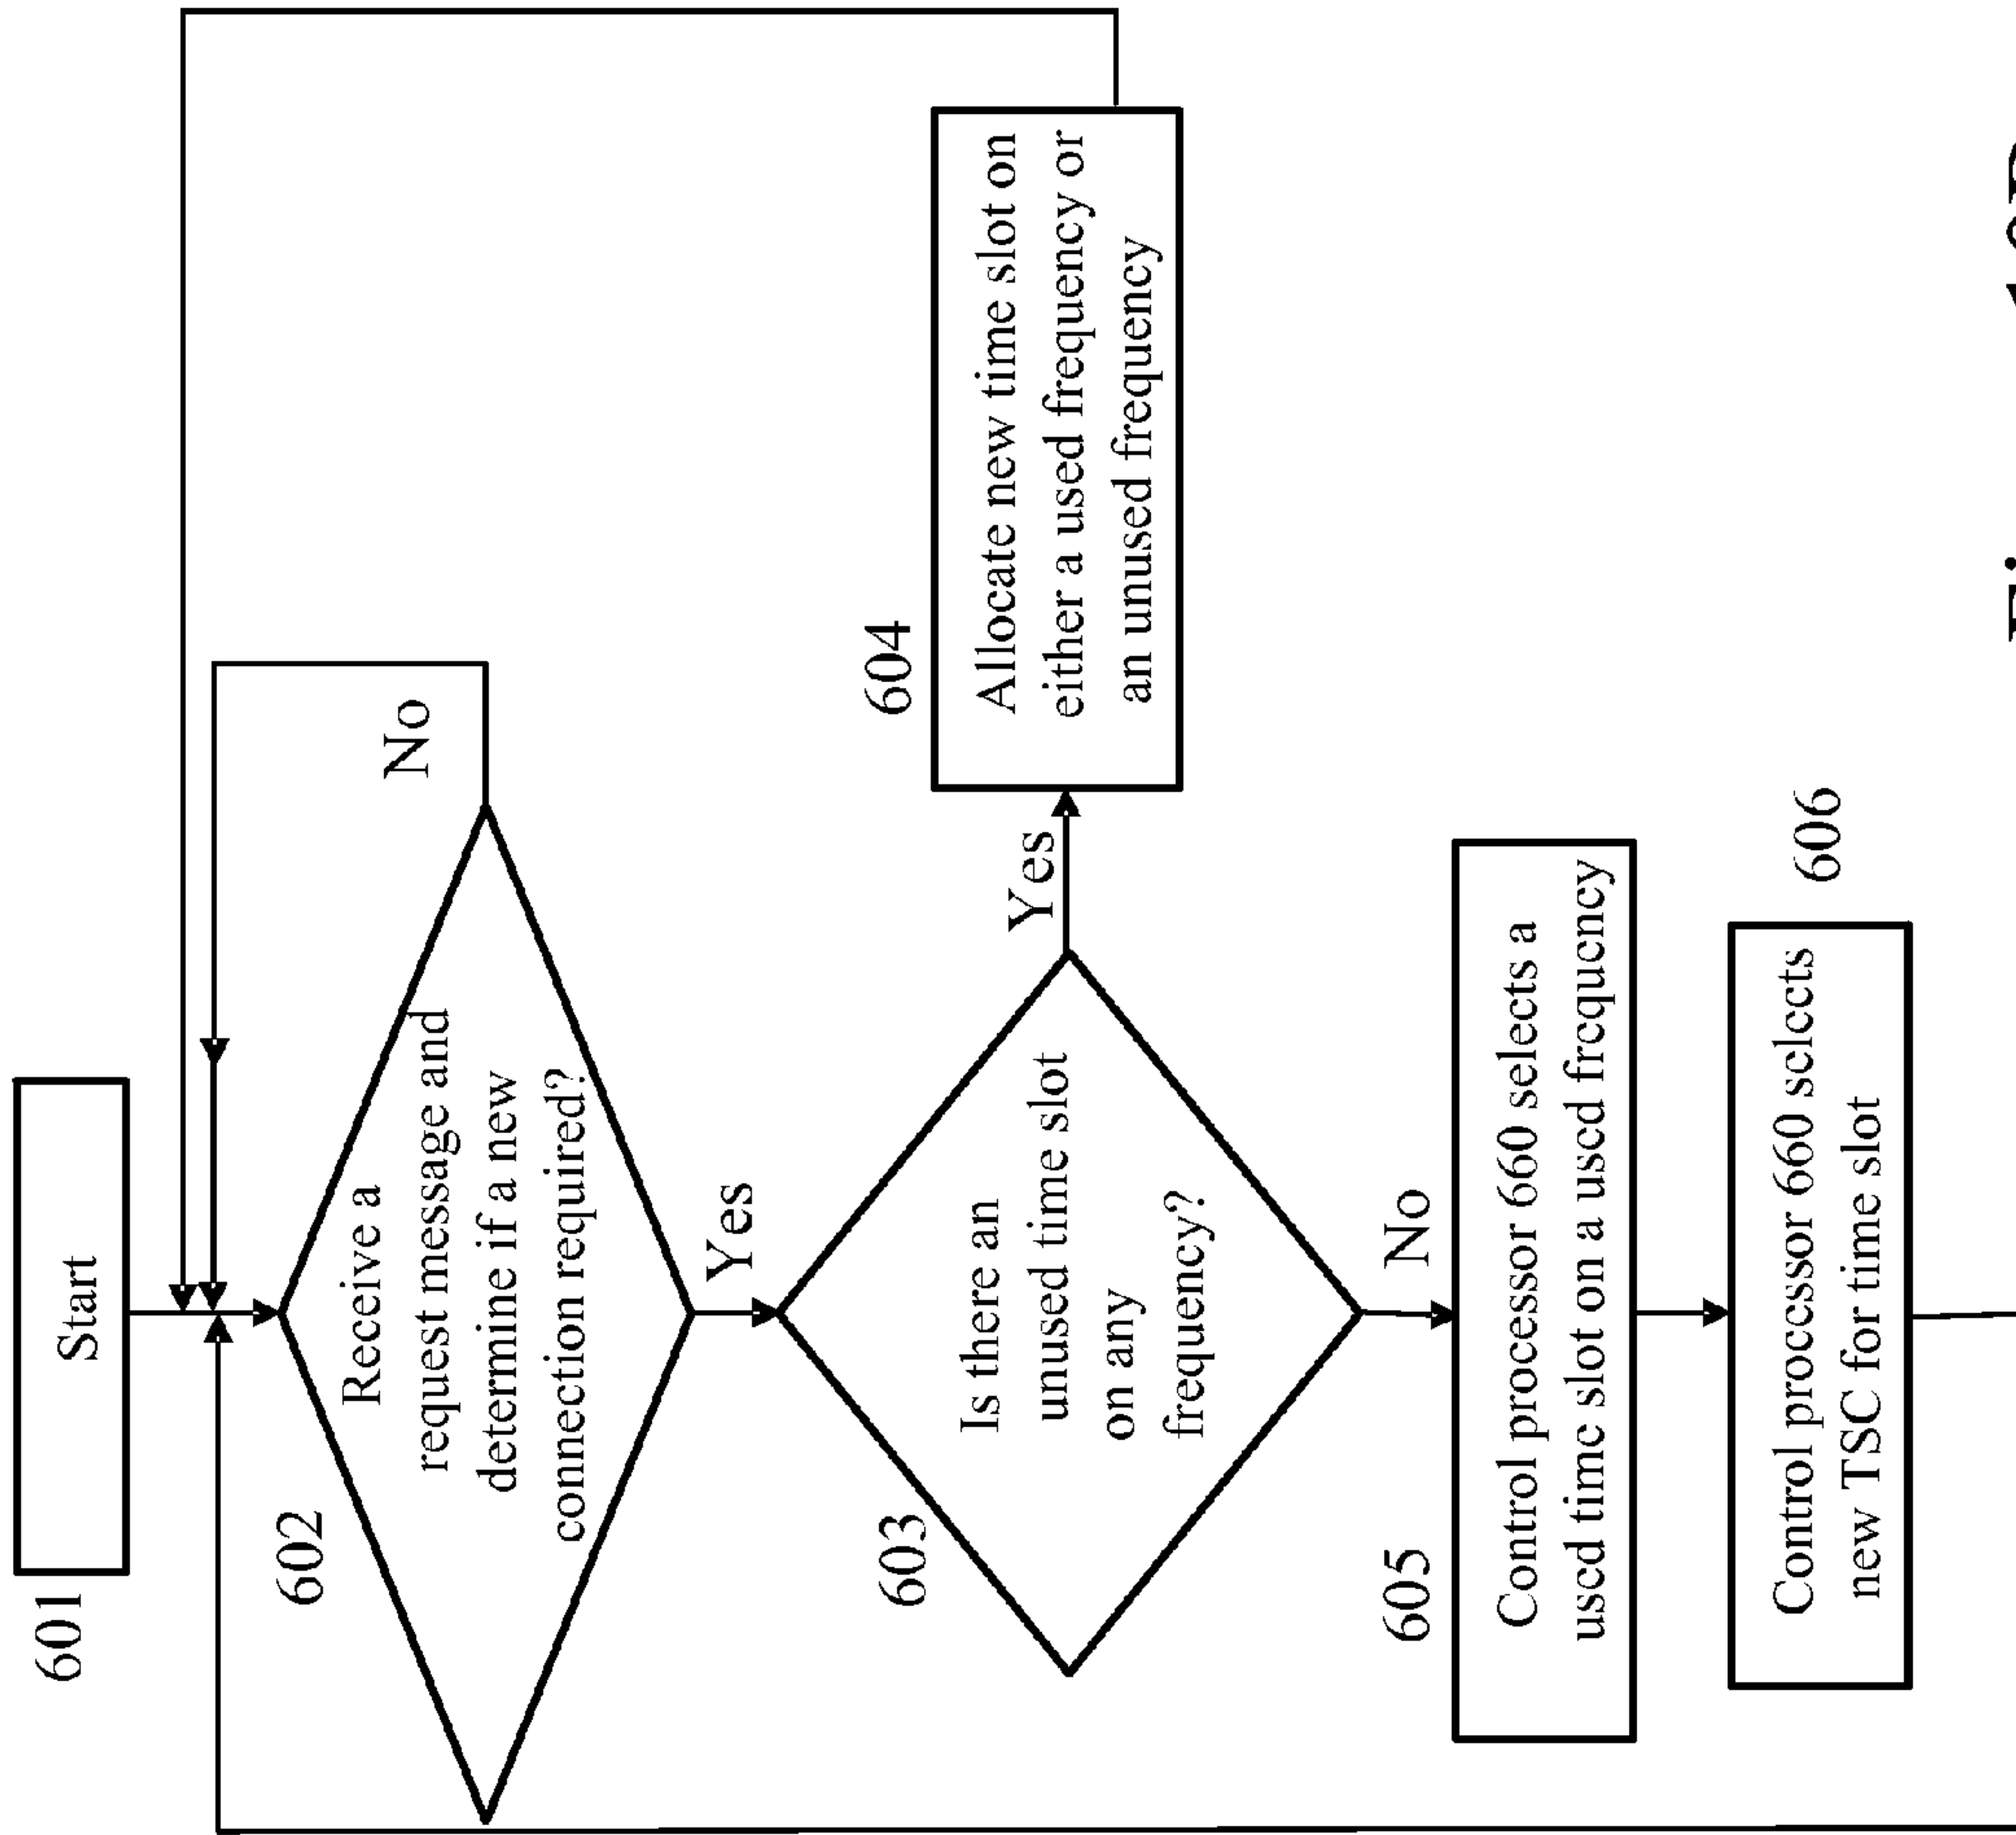 601
Start
602
Receive a
request message and
determine if a new
connection required?
No
Yes
603
Is there an
unused time slot
on any
frequency?
Yes
604
Allocate new time slot on
either a used frequency or
an unused frequency
No
605
Control processor 660 selects a
used time slot on a used frequency
606
Control processor 660 selects
new TSC for time slot